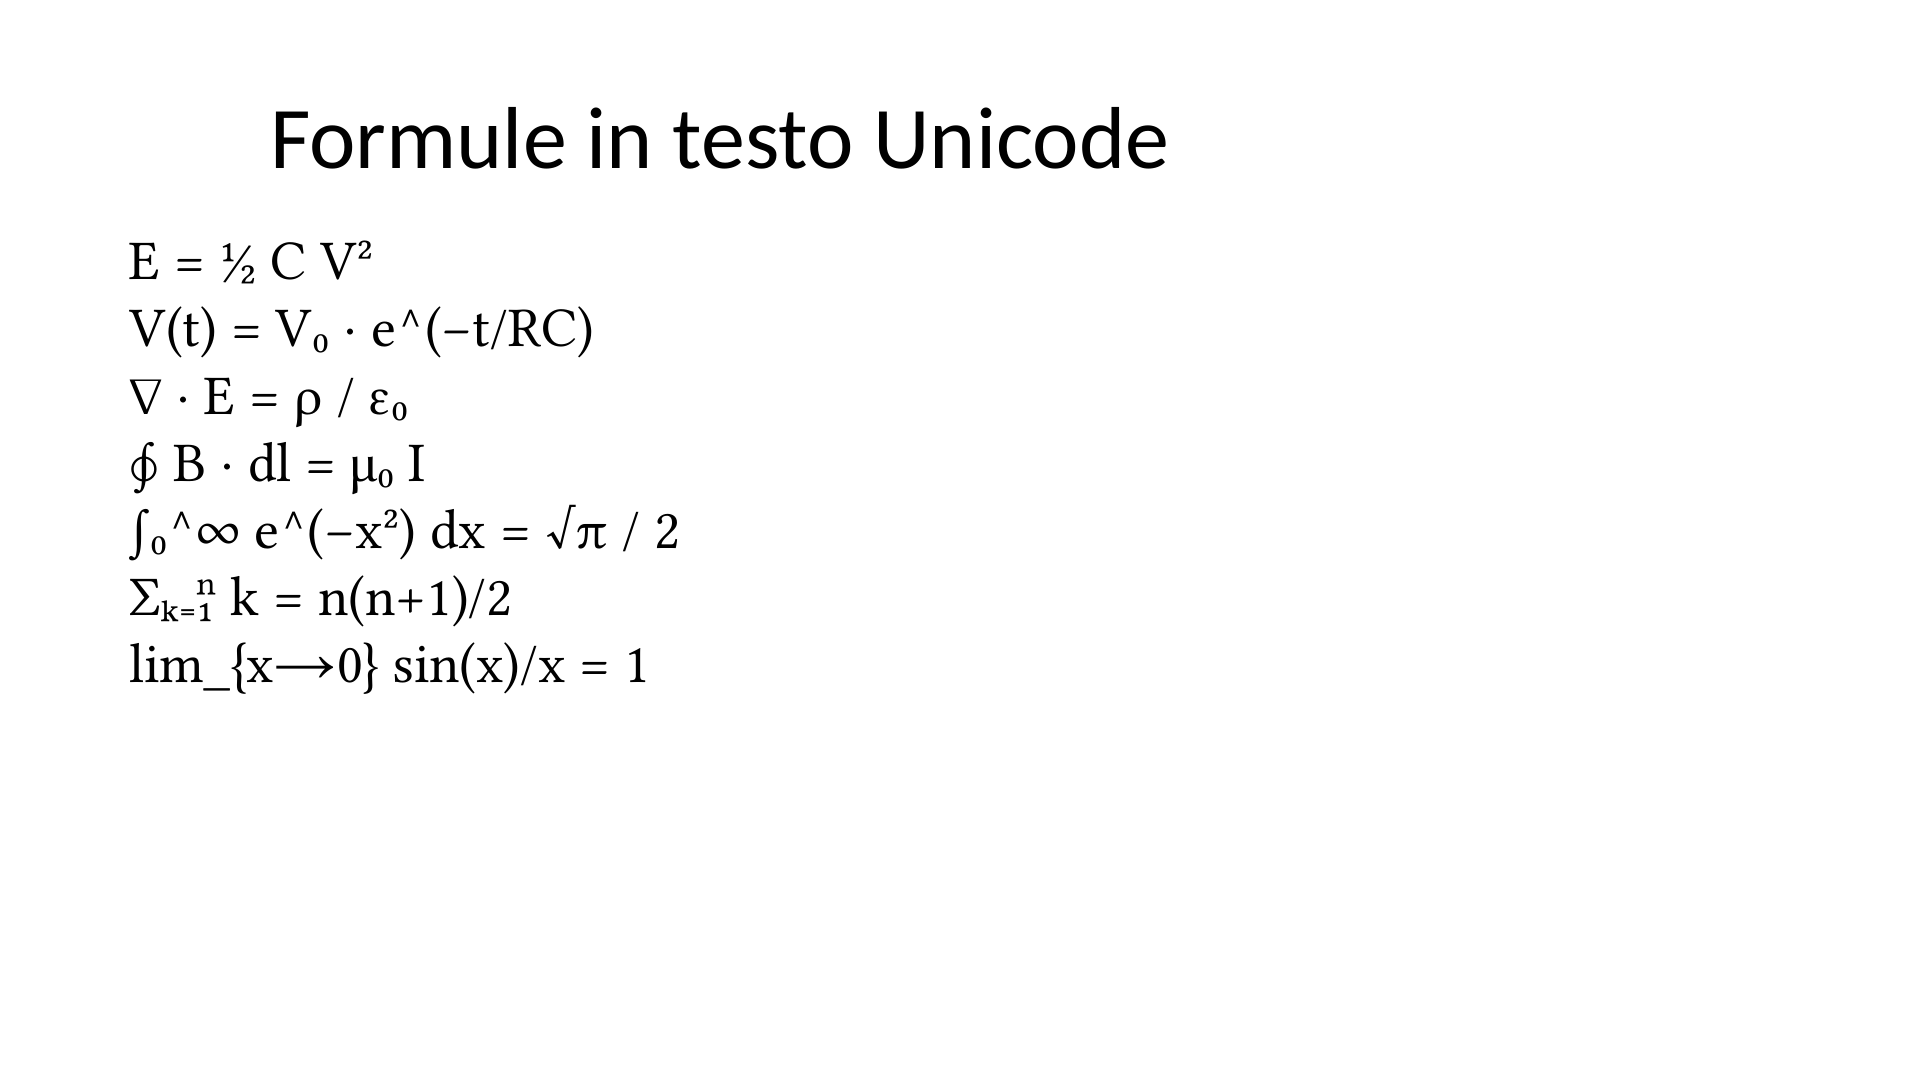 Formule in testo Unicode
E = ½ C V²
V(t) = V₀ · e^(−t/RC)
∇ · E = ρ / ε₀
∮ B · dl = μ₀ I
∫₀^∞ e^(−x²) dx = √π / 2
Σₖ₌₁ⁿ k = n(n+1)/2
lim_{x⟶0} sin(x)/x = 1